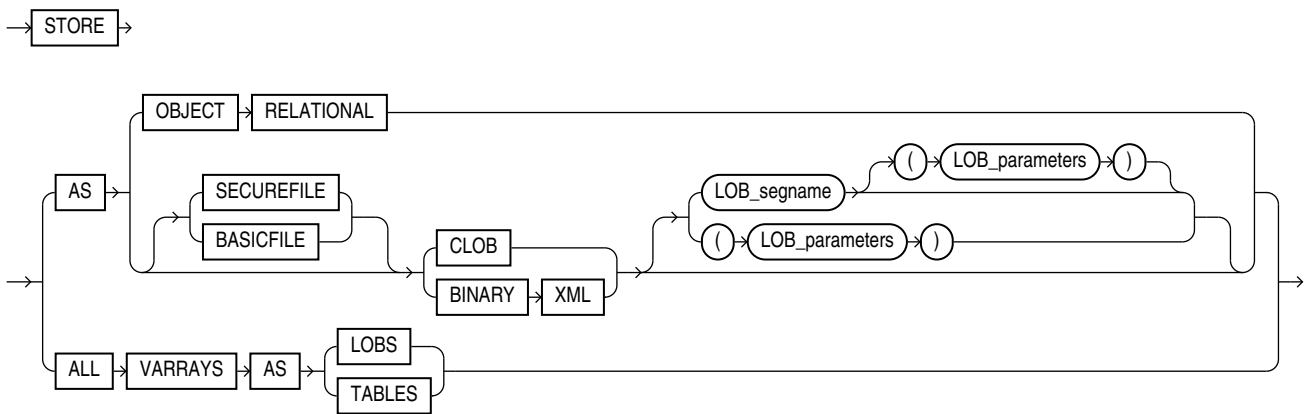 STORE
OBJECT RELATIONAL
( LOB_parameters )
AS SECUREFILE LOB_segname
BASICFILE ( LOB_parameters )
CLOB
BINARY XML
LOBS
ALL VARRAYS AS
TABLES